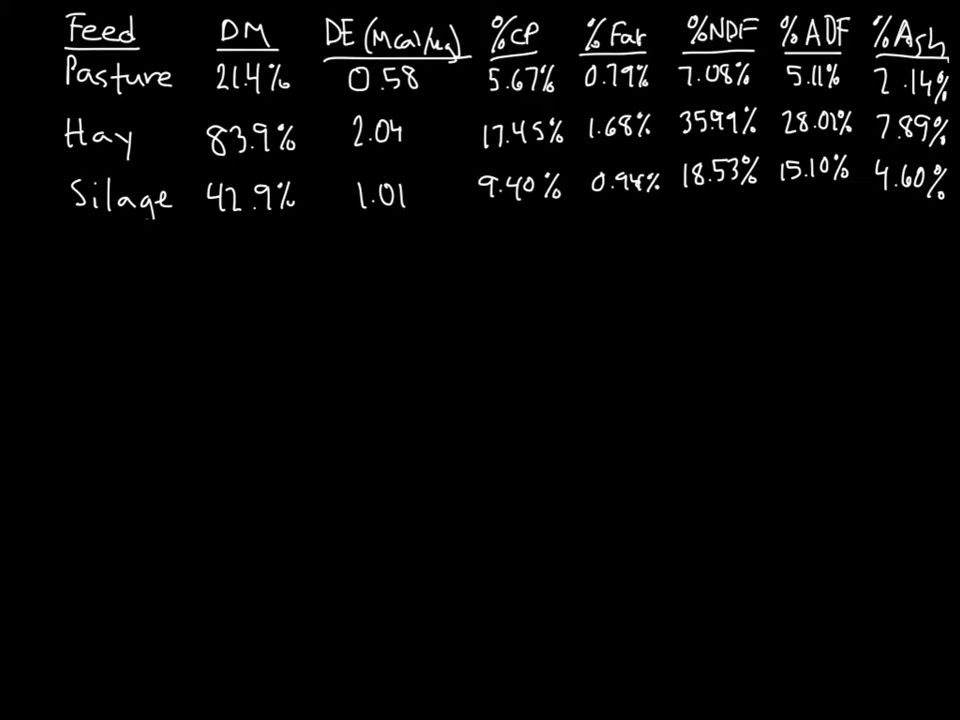 Feed DM DE (Mcal/kg) %CP %Fat %NDF %ADF %Ash
Pasture 21.4% 0.58 5.67% 0.79% 7.08% 5.11% 2.14%
Hay 83.9% 2.04 17.45% 1.68% 35.99% 28.01% 7.89%
Silage 42.9% 1.01 9.40% 0.94% 18.53% 15.10% 4.60%